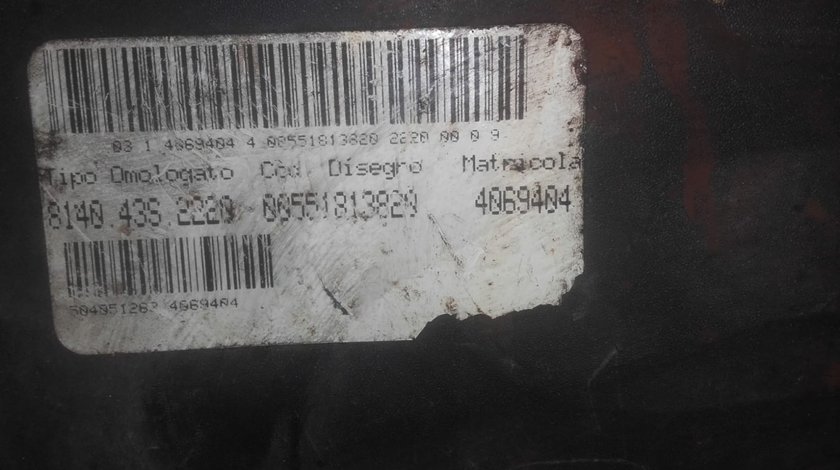 03 1 4069404 4 00551813820 2220 00 0 9
Tipo Omologato Cod. Disegno Matricola
8140.43S.2220 00551813820 4069404
504051263 4069404